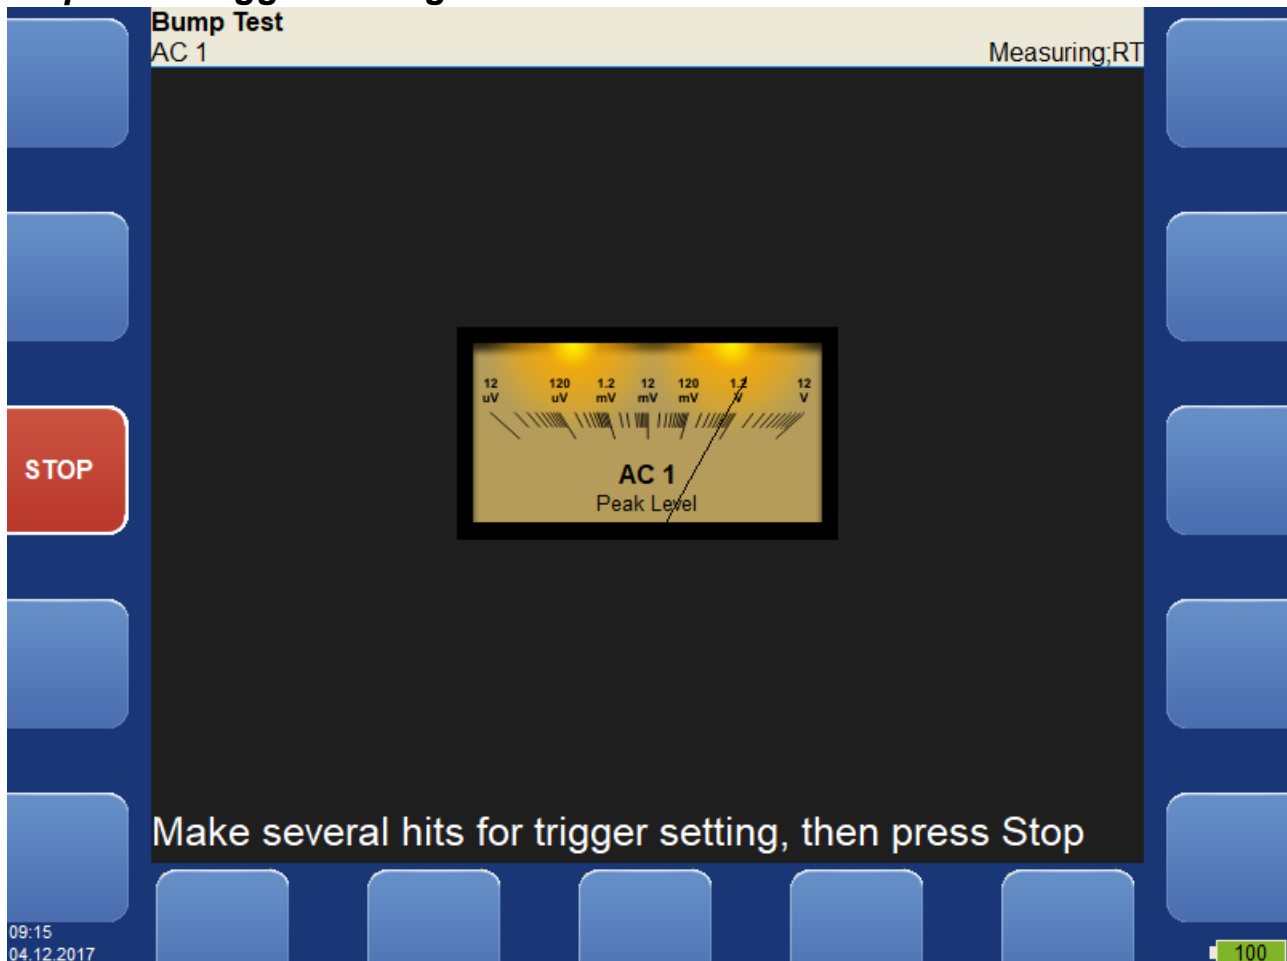 Bump Test
AC 1
Measuring;RT
12 uV
120 uV
1.2 mV
12 mV
120 mV
1.2 V
12 V
STOP
AC 1
Peak Level
Make several hits for trigger setting, then press Stop
09:15
04.12.2017
100